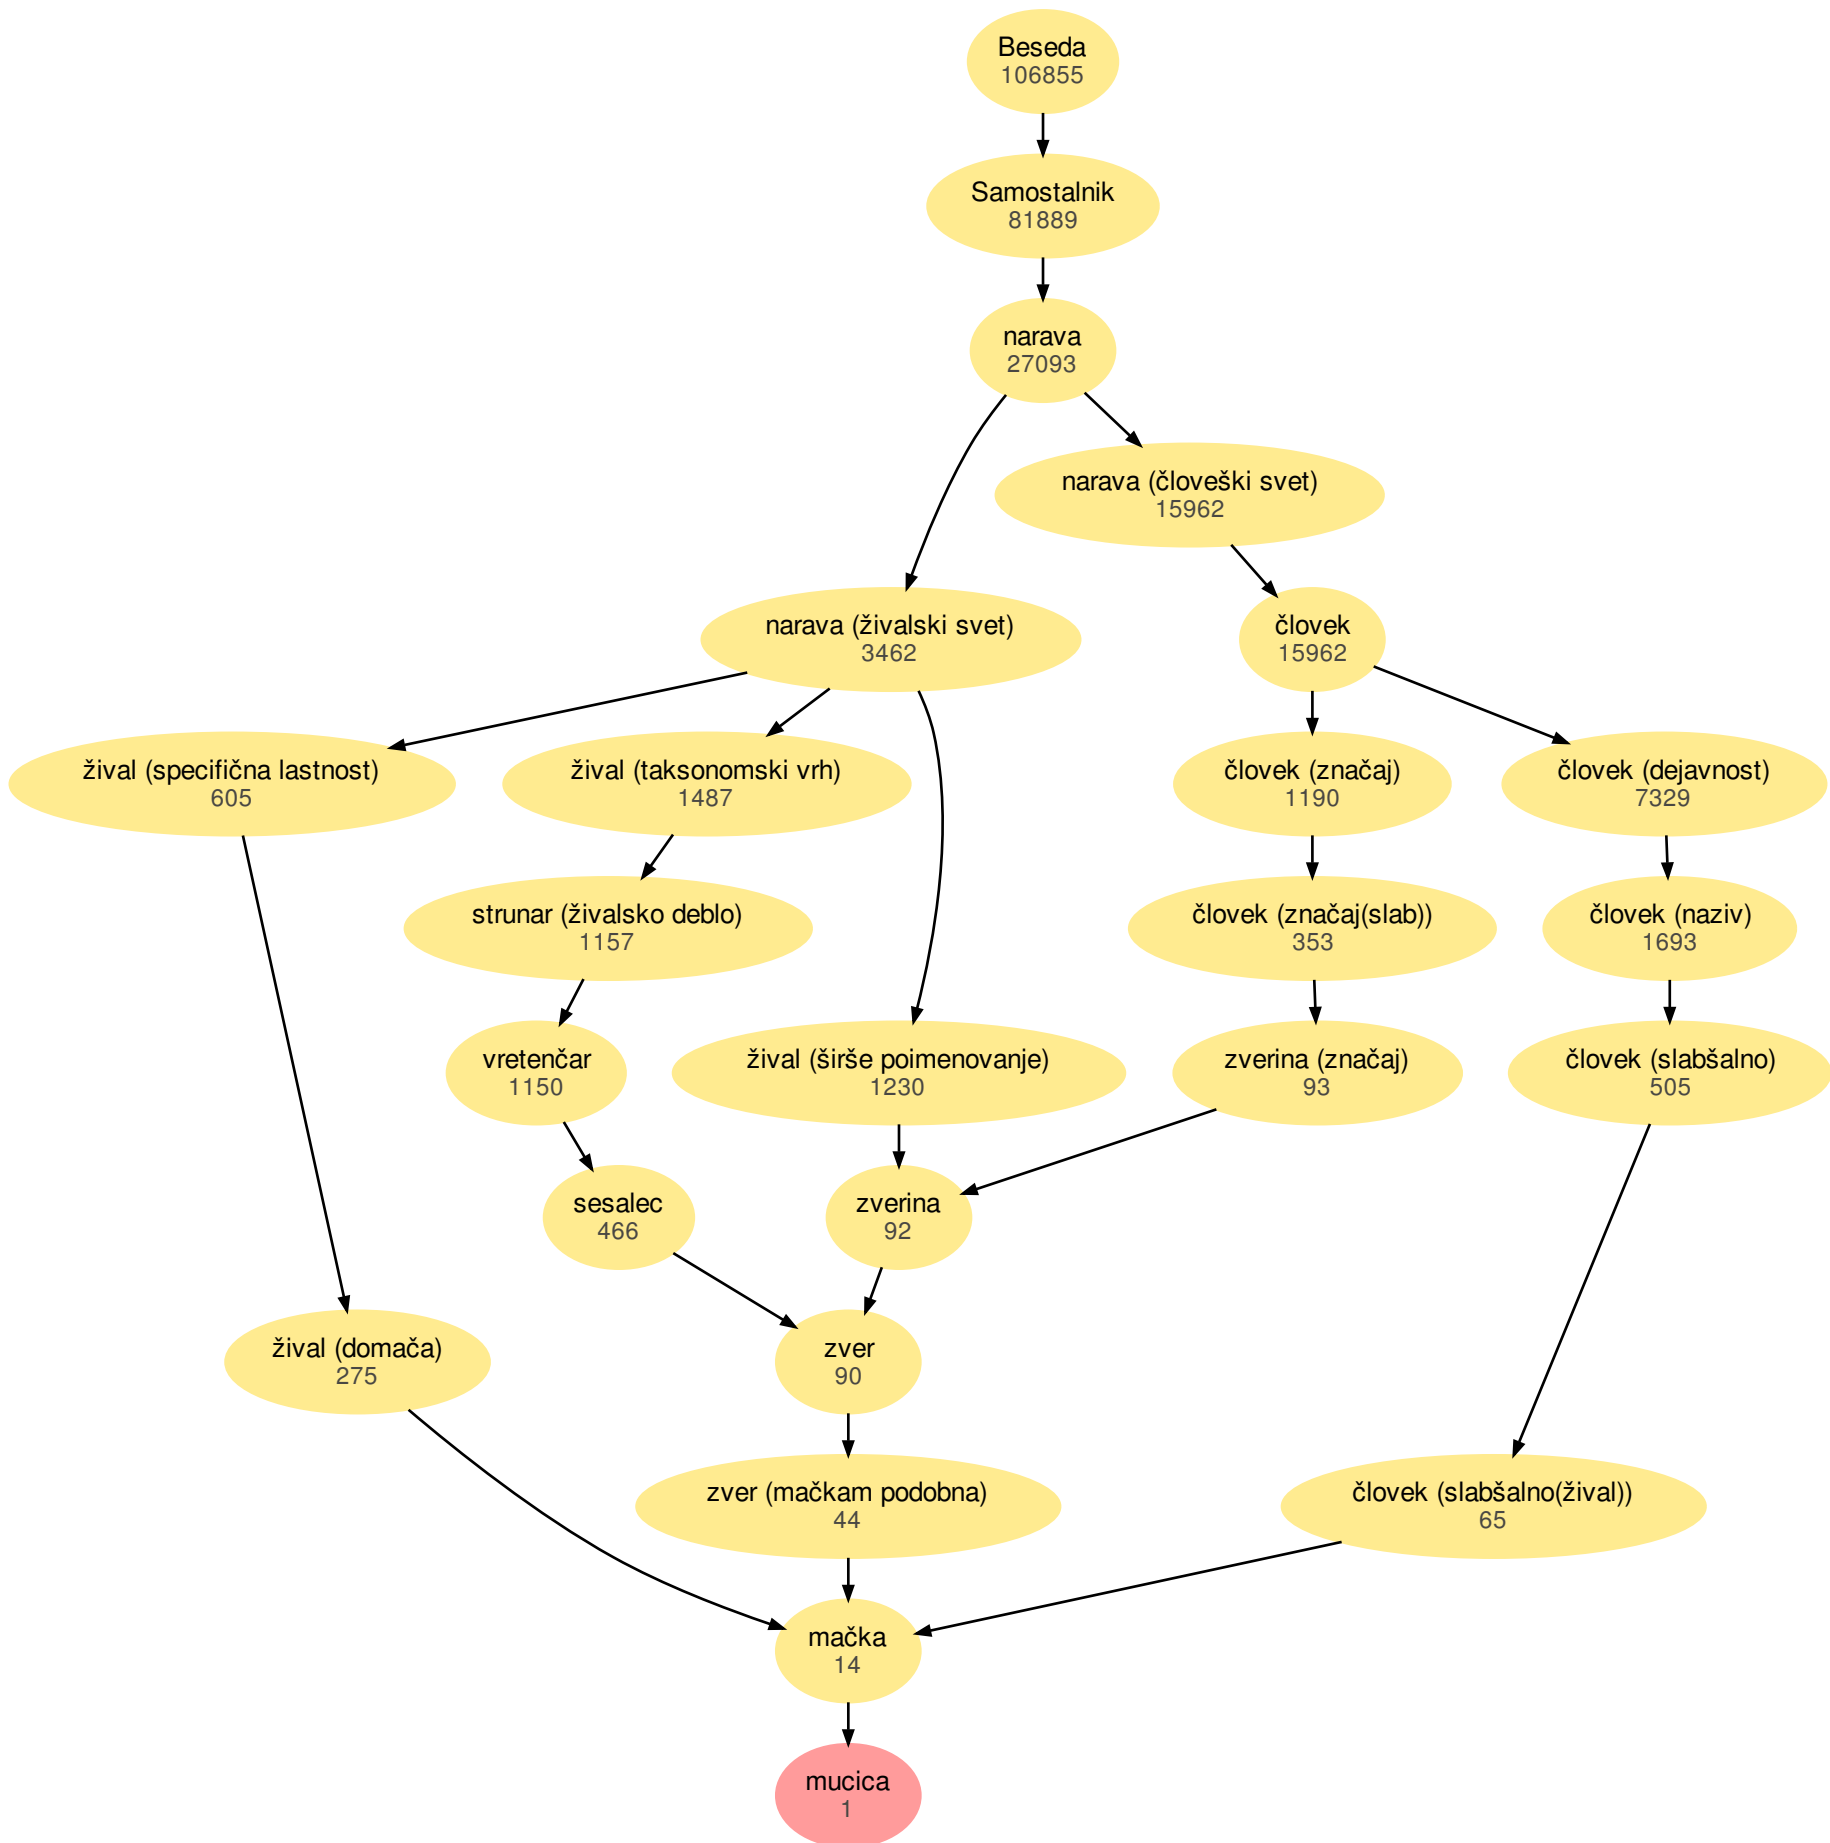 Beseda
106855
Samostalnik
81889
narava
27093
narava (človeški svet)
15962
narava (živalski svet)
3462
človek
15962
žival (specifična lastnost)
605
žival (taksonomski vrh)
1487
človek (značaj)
1190
človek (dejavnost)
7329
strunar (živalsko deblo)
1157
človek (značaj(slab))
353
človek (naziv)
1693
vretenčar
1150
žival (širše poimenovanje)
1230
zverina (značaj)
93
človek (slabšalno)
505
sesalec
466
zverina
92
žival (domača)
275
zver
90
zver (mačkam podobna)
44
človek (slabšalno(žival))
65
mačka
14
mucica
1